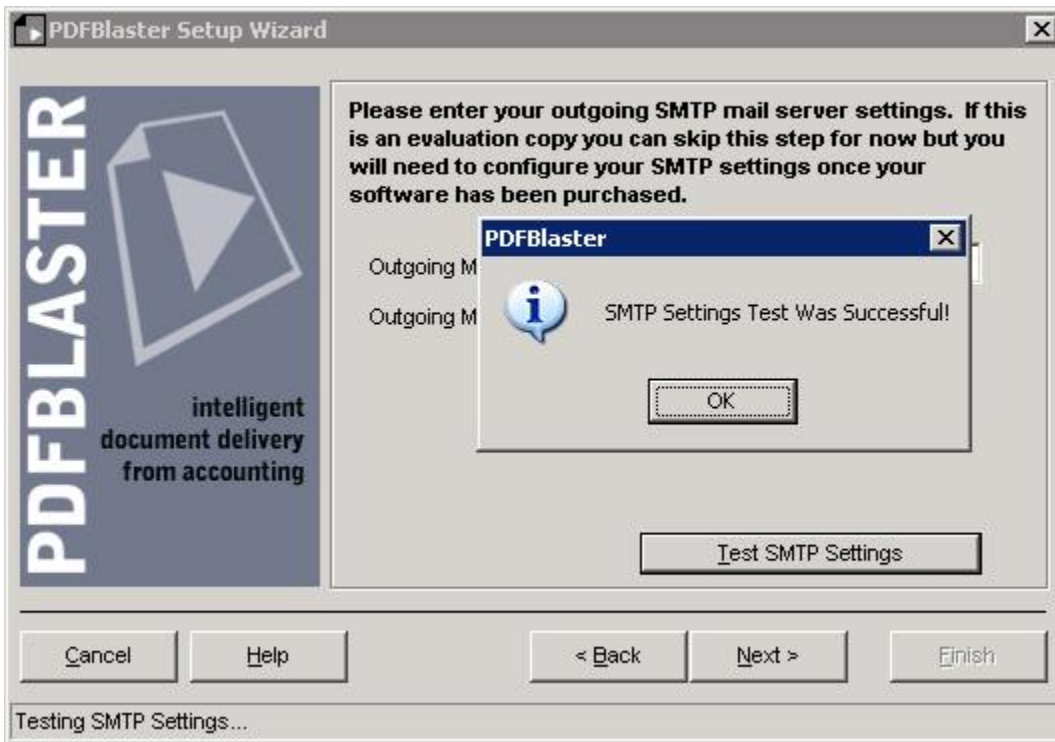 PDFBlaster Setup Wizard
PDFBLASTER
intelligent
document delivery
from accounting
Please enter your outgoing SMTP mail server settings.  If this
is an evaluation copy you can skip this step for now but you
will need to configure your SMTP settings once your
software has been purchased.
Outgoing M
Outgoing M
PDFBlaster
SMTP Settings Test Was Successful!
OK
Test SMTP Settings
Cancel
Help
< Back
Next >
Finish
Testing SMTP Settings...